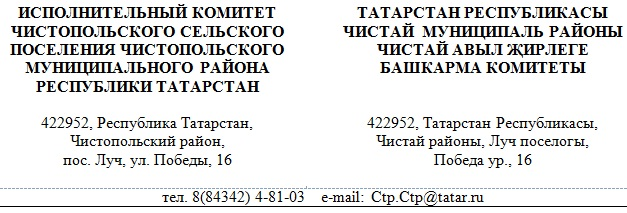 ИСПОЛНИТЕЛЬНЫЙ КОМИТЕТ
ЧИСТОПОЛЬСКОГО СЕЛЬСКОГО
ПОСЕЛЕНИЯ ЧИСТОПОЛЬСКОГО
МУНИЦИПАЛЬНОГО РАЙОНА
РЕСПУБЛИКИ ТАТАРСТАН
422952, Республика Татарстан,
Чистопольский район,
пос. Луч, ул. Победы, 16
ТАТАРСТАН РЕСПУБЛИКАСЫ
ЧИСТАЙ МУНИЦИПАЛЬ РАЙОНЫ
ЧИСТАЙ АВЫЛ ҖИРЛЕГЕ
БАШКАРМА КОМИТЕТЫ
422952, Татарстан Республикасы,
Чистай районы, Луч поселогы,
Победа ур., 16
тел. 8(84342) 4-81-03 e-mail: Ctp.Ctp@tatar.ru